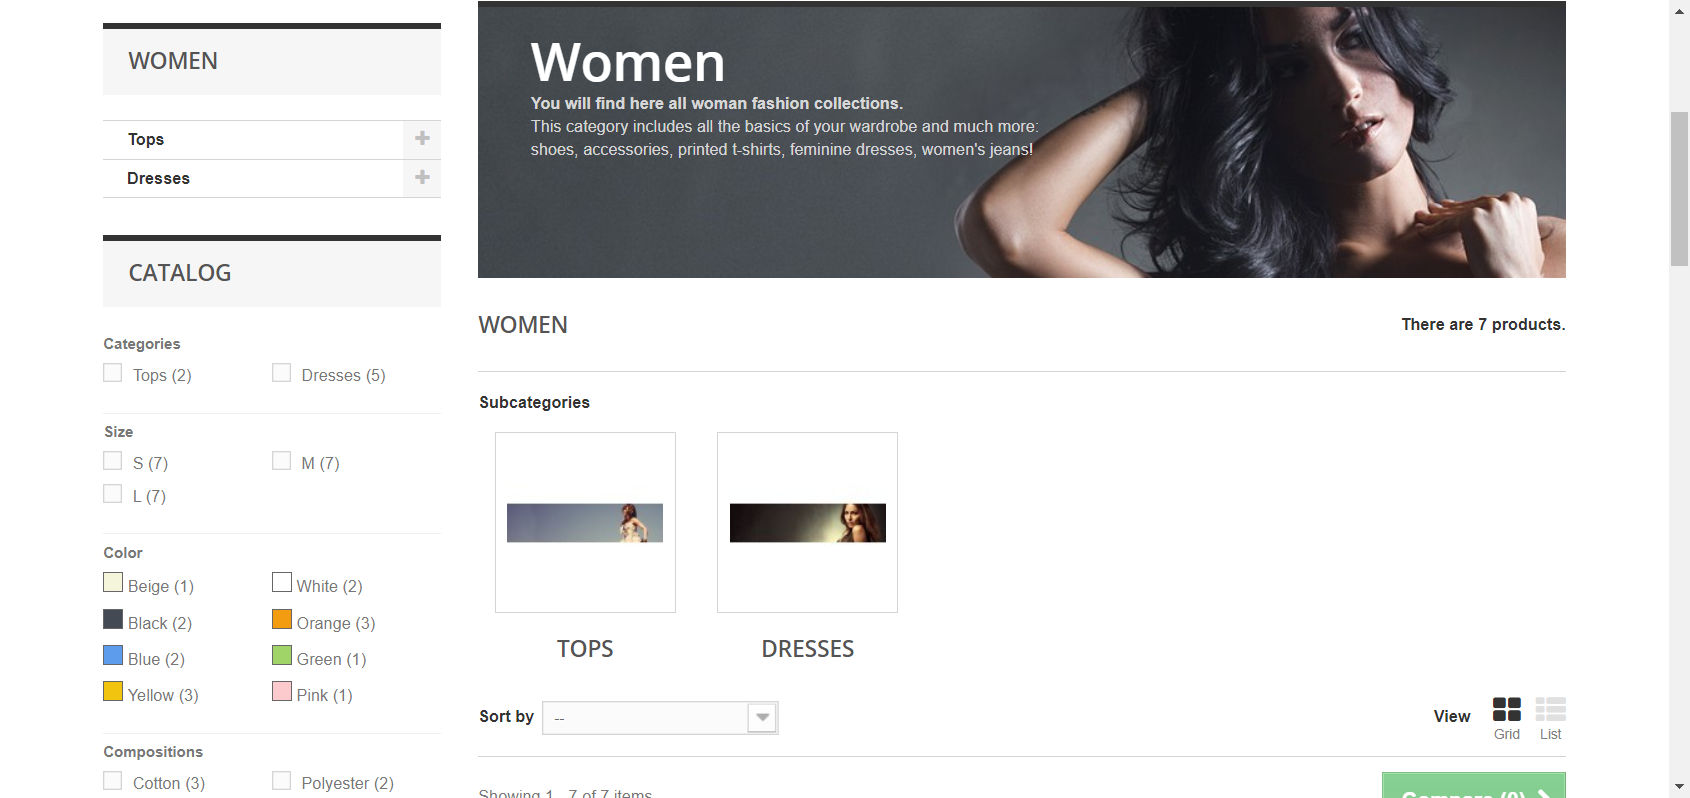 WOMEN
Tops
Dresses
CATALOG
Categories
Tops (2)
Dresses (5)
Size
S (7)
M (7)
L (7)
Color
Beige (1)
White (2)
Black (2)
Orange (3)
Blue (2)
Green (1)
Yellow (3)
Pink (1)
Compositions
Cotton (3)
Polyester (2)
Women
You will find here all woman fashion collections.
This category includes all the basics of your wardrobe and much more:
shoes, accessories, printed t-shirts, feminine dresses, women's jeans!
WOMEN
There are 7 products.
Subcategories
TOPS
DRESSES
Sort by
--
View
Grid
List
Showing 1 - 7 of 7 items
Compare (0)